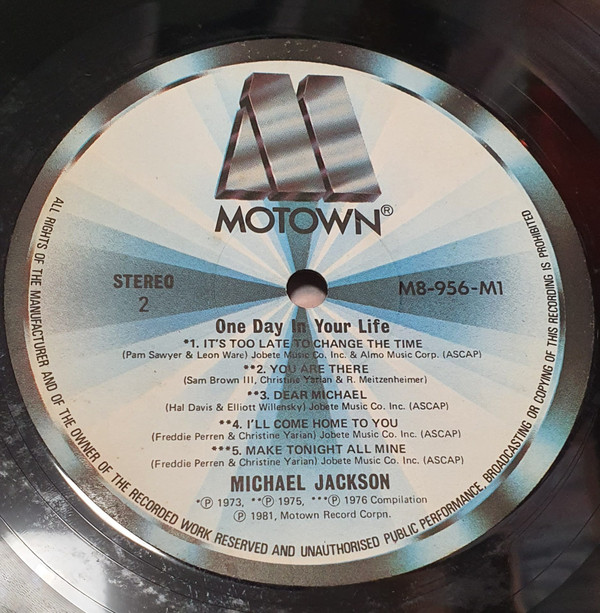 MOTOWN®
STEREO
2
M8-956-M1
One Day In Your Life
*1. IT'S TOO LATE TO CHANGE THE TIME
(Pam Sawyer & Leon Ware) Jobete Music Co. Inc. & Almo Music Corp. (ASCAP)
**2. YOU ARE THERE
(Sam Brown III, Christine Yarian & R. Meitzenheimer)
**3. DEAR MICHAEL
(Hal Davis & Elliott Willensky) Jobete Music Co. Inc. (ASCAP)
**4. I'LL COME HOME TO YOU
(Freddie Perren & Christine Yarian) Jobete Music Co. Inc. (ASCAP)
***5. MAKE TONIGHT ALL MINE
(Freddie Perren & Christine Yarian) Jobete Music Co. Inc. (ASCAP)
MICHAEL JACKSON
*℗ 1973, **℗ 1975, ***℗ 1976 Compilation
℗ 1981, Motown Record Corpn.
ALL RIGHTS OF THE MANUFACTURER AND OF THE OWNER OF THE RECORDED WORK RESERVED AND UNAUTHORISED PUBLIC PERFORMANCE, BROADCASTING OR COPYING OF THIS RECORDING IS PROHIBITED